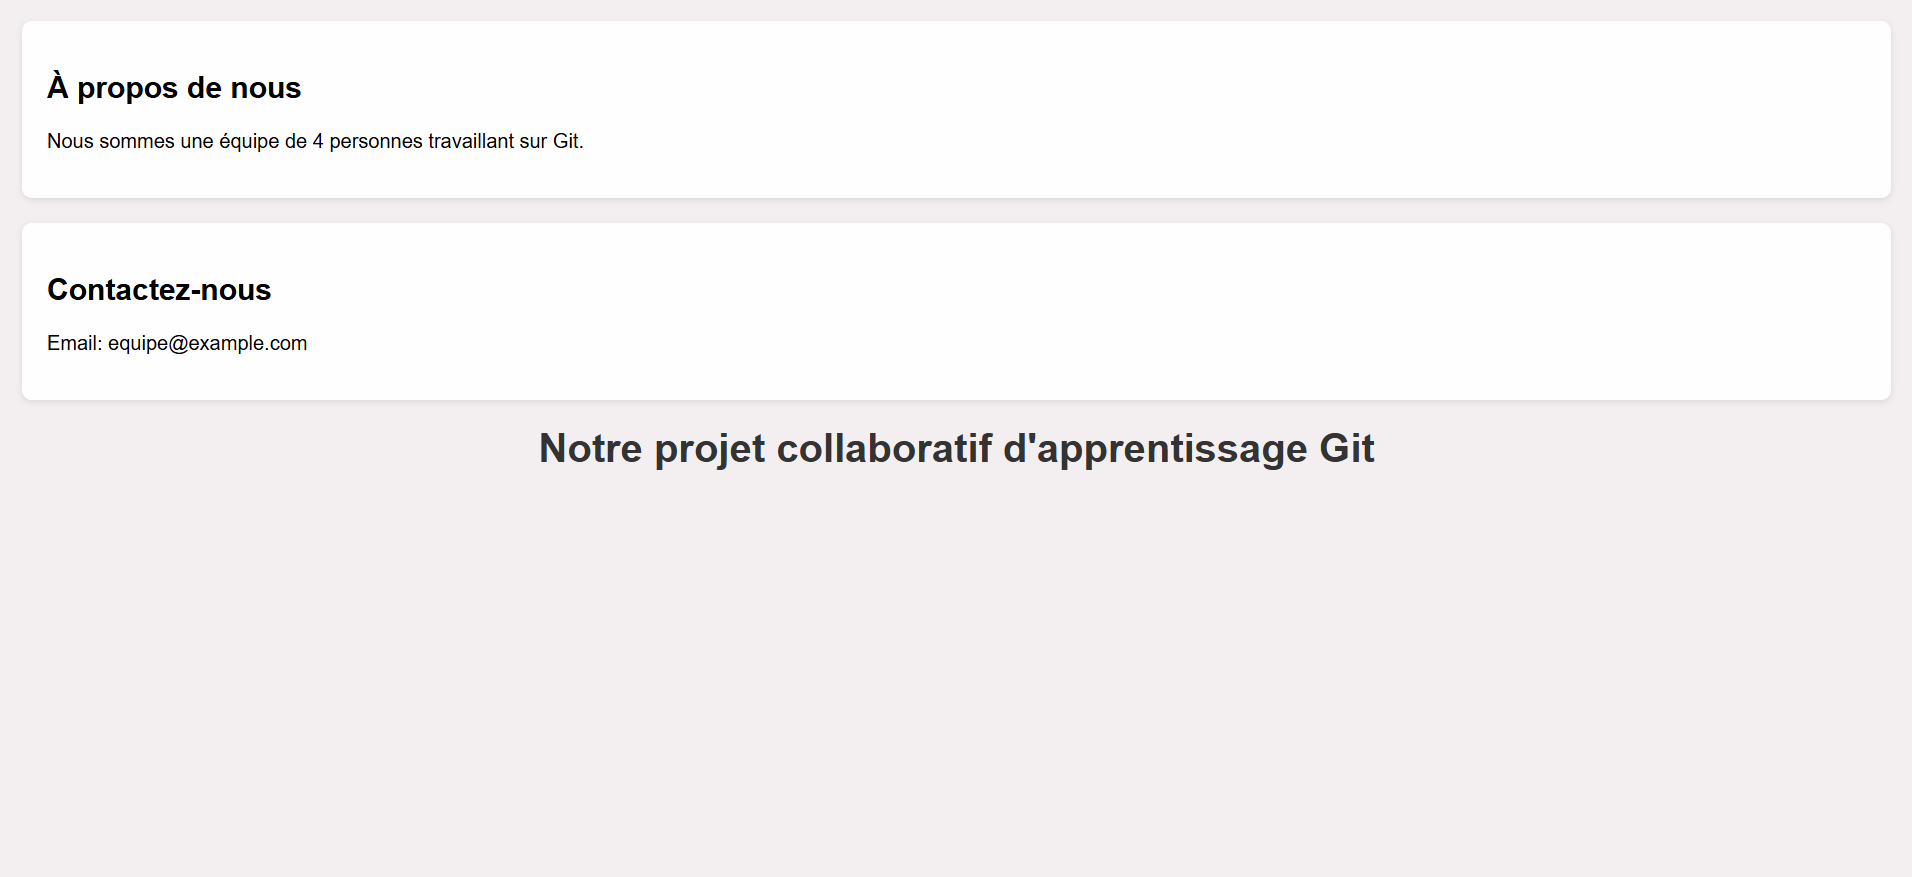 À propos de nous
Nous sommes une équipe de 4 personnes travaillant sur Git.
Contactez-nous
Email: equipe@example.com
Notre projet collaboratif d'apprentissage Git